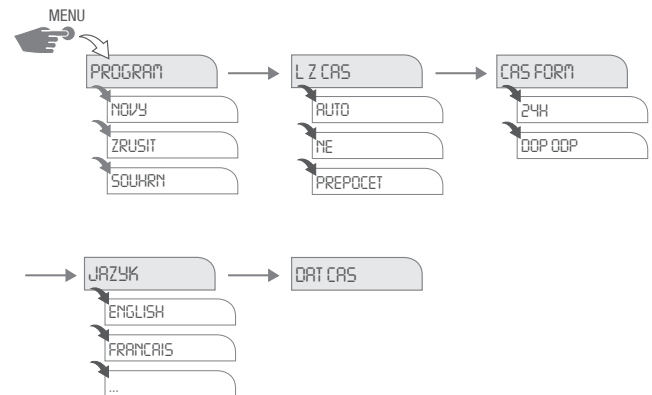 MENU
PROGRAM
NOVY
ZRUSIT
SOUHRN
L Z CAS
AUTO
NE
PREPOCET
CAS FORM
24H
DOP ODP
JAZYK
ENGLISH
FRANCAIS
...
DAT CAS